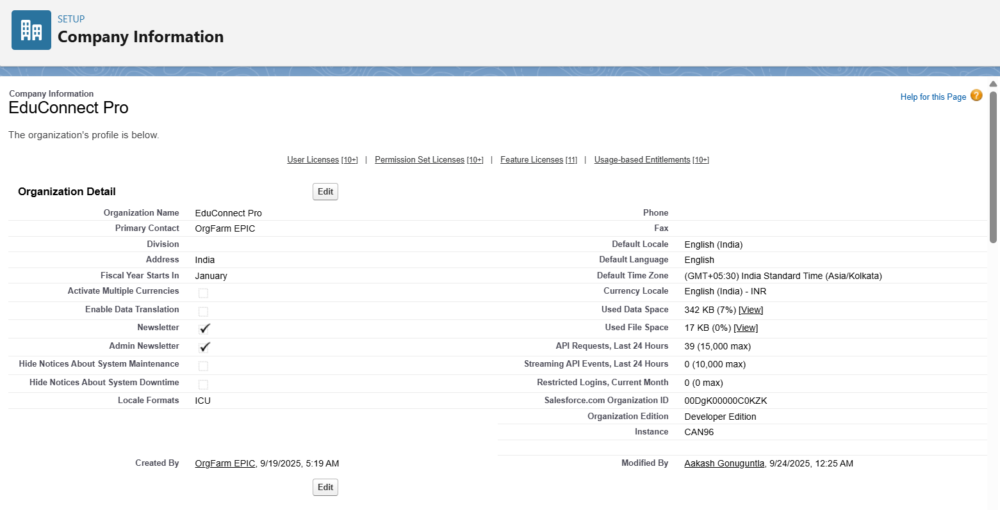 SETUP
Company Information
Company Information
EduConnect Pro
Help for this Page ?
The organization's profile is below.
User Licenses [10+] | Permission Set Licenses [10+] | Feature Licenses [11] | Usage-based Entitlements [10+]
Organization Detail Edit
Organization Name EduConnect Pro Phone
Primary Contact OrgFarm EPIC Fax
Division Default Locale English (India)
Address India Default Language English
Fiscal Year Starts In January Default Time Zone (GMT+05:30) India Standard Time (Asia/Kolkata)
Activate Multiple Currencies Currency Locale English (India) - INR
Enable Data Translation Used Data Space 342 KB (7%) [View]
Newsletter Used File Space 17 KB (0%) [View]
Admin Newsletter API Requests, Last 24 Hours 39 (15,000 max)
Hide Notices About System Maintenance Streaming API Events, Last 24 Hours 0 (10,000 max)
Hide Notices About System Downtime Restricted Logins, Current Month 0 (0 max)
Locale Formats ICU Salesforce.com Organization ID 00DgK00000C0KZK
Organization Edition Developer Edition
Instance CAN96
Created By OrgFarm EPIC, 9/19/2025, 5:19 AM Modified By Aakash Gonuguntla, 9/24/2025, 12:25 AM
Edit